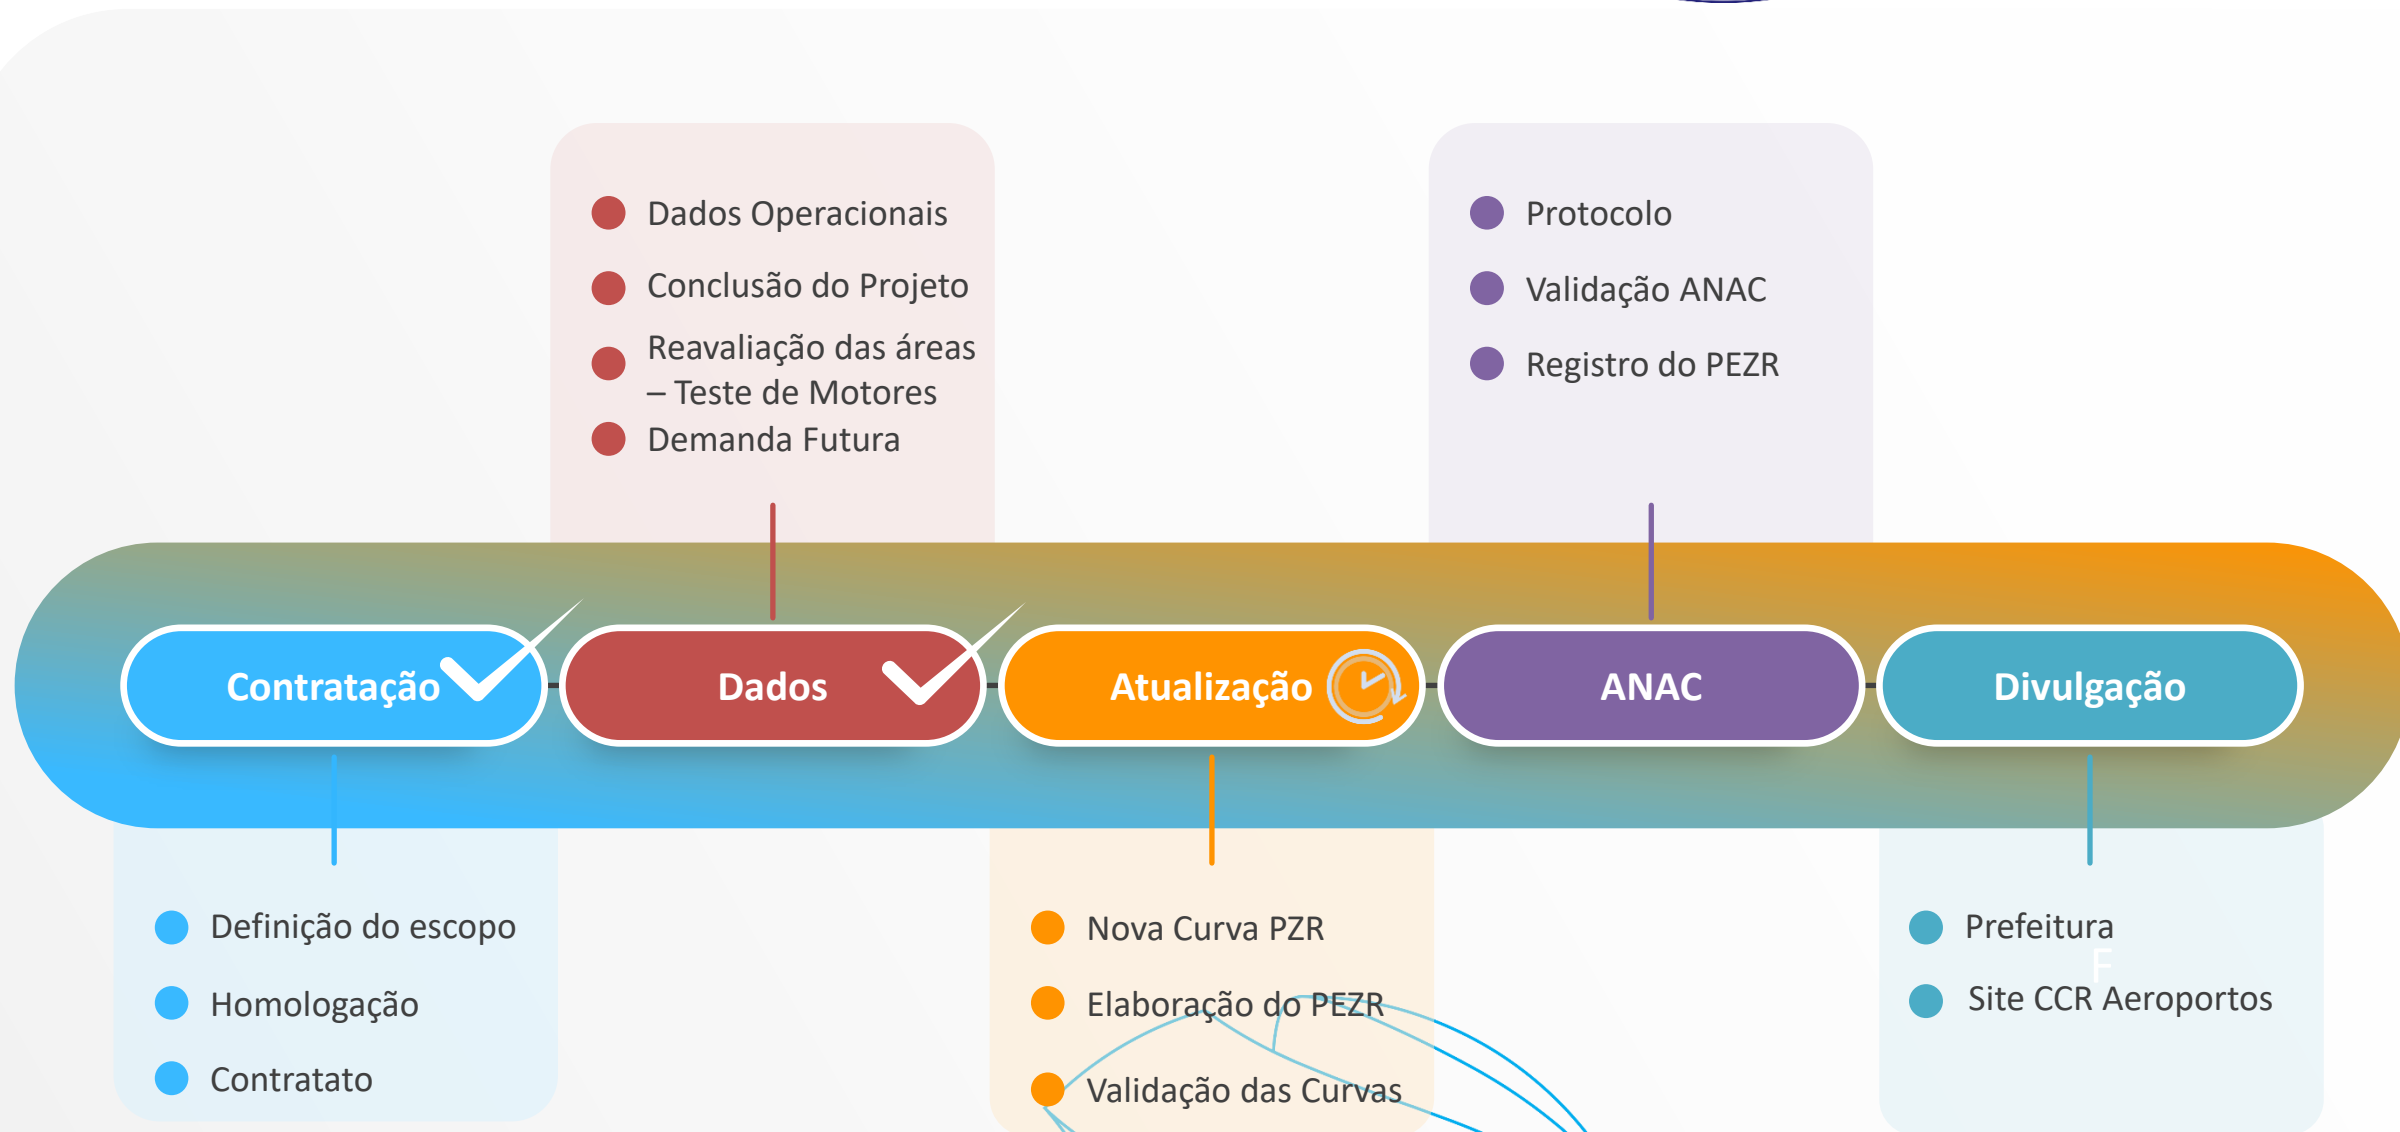 Dados Operacionais
Conclusão do Projeto
Reavaliação das áreas
– Teste de Motores
Demanda Futura
Protocolo
Validação ANAC
Registro do PEZR
Contratação
Dados
Atualização
ANAC
Divulgação
Definição do escopo
Homologação
Contratato
Nova Curva PZR
Elaboração do PEZR
Validação das Curvas
Prefeitura
F
Site CCR Aeroportos